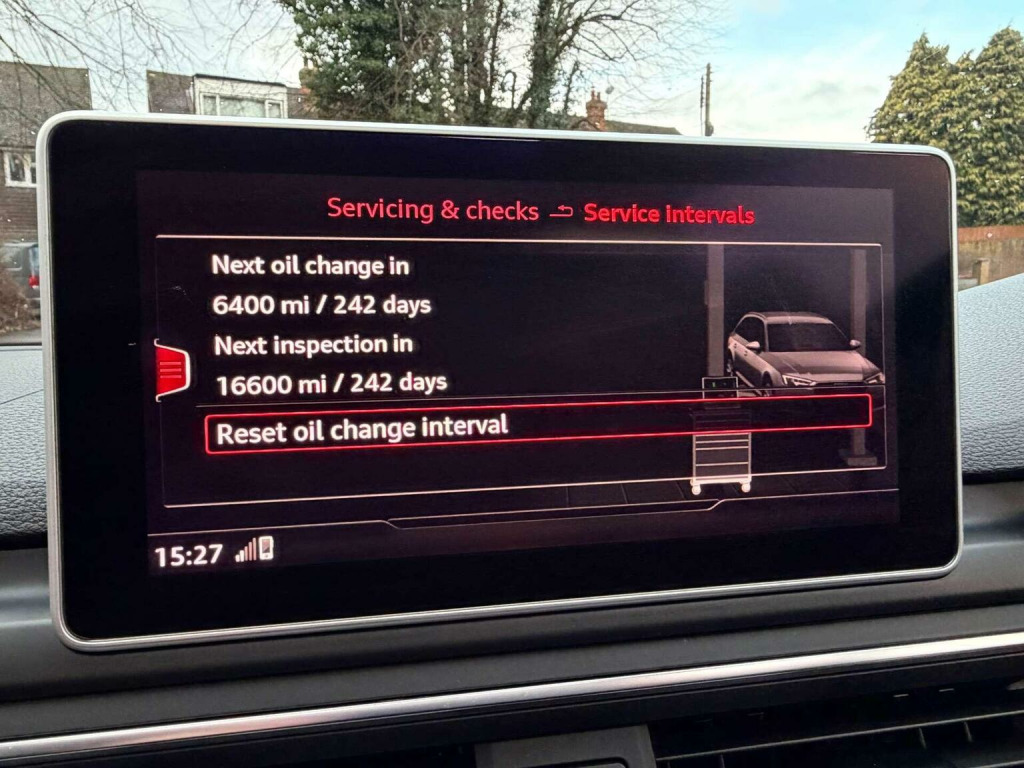 Servicing & checks Service intervals
Next oil change in
6400 mi / 242 days
Next inspection in
16600 mi / 242 days
Reset oil change interval
15:27